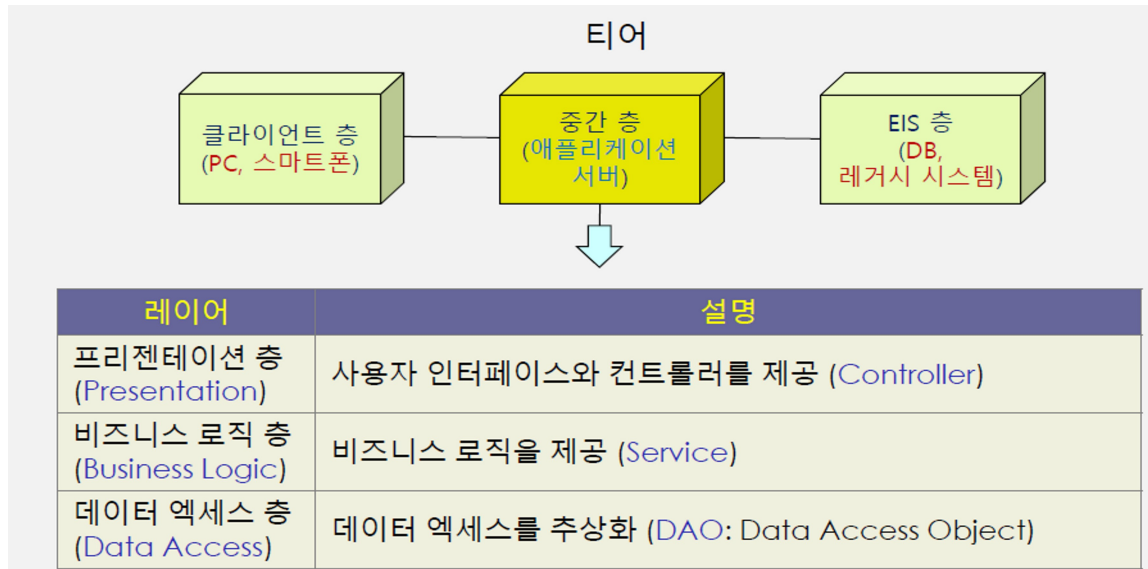 티어
클라이언트 층
(PC, 스마트폰)
중간 층
(애플리케이션
서버)
EIS 층
(DB,
레거시 시스템)
레이어
설명
프리젠테이션 층
(Presentation)
사용자 인터페이스와 컨트롤러를 제공 (Controller)
비즈니스 로직 층
(Business Logic)
비즈니스 로직을 제공 (Service)
데이터 엑세스 층
(Data Access)
데이터 엑세스를 추상화 (DAO: Data Access Object)